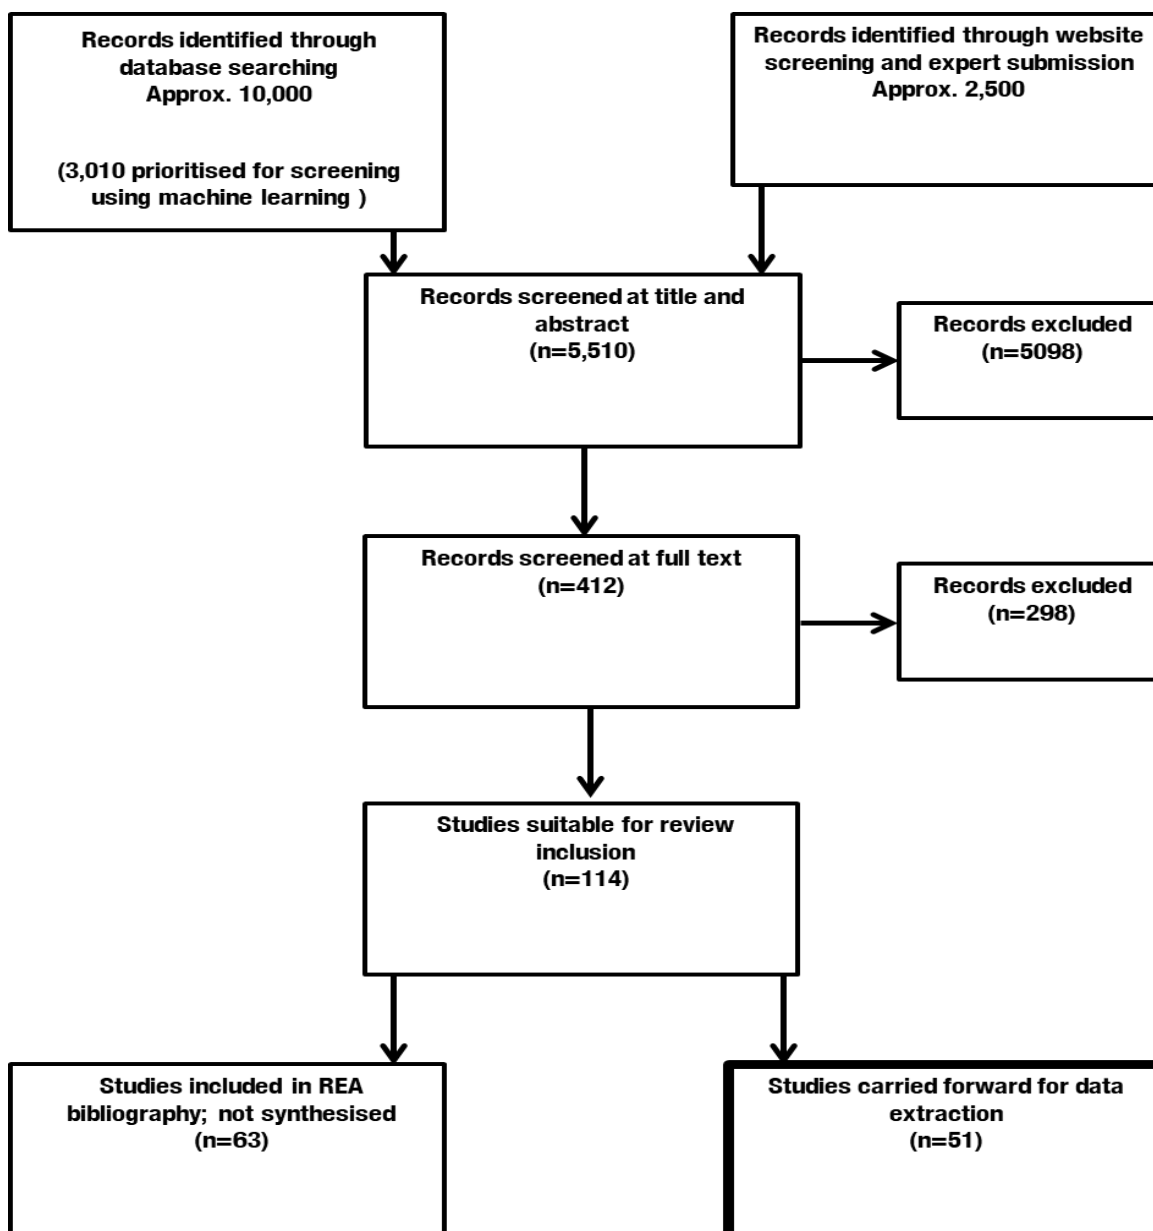 Records identified through
database searching
Approx. 10,000
(3,010 prioritised for screening
using machine learning )
Records identified through website
screening and expert submission
Approx. 2,500
Records screened at title and
abstract
(n=5,510)
Records excluded
(n=5098)
Records screened at full text
(n=412)
Records excluded
(n=298)
Studies suitable for review
inclusion
(n=114)
Studies included in REA
bibliography; not synthesised
(n=63)
Studies carried forward for data
extraction
(n=51)